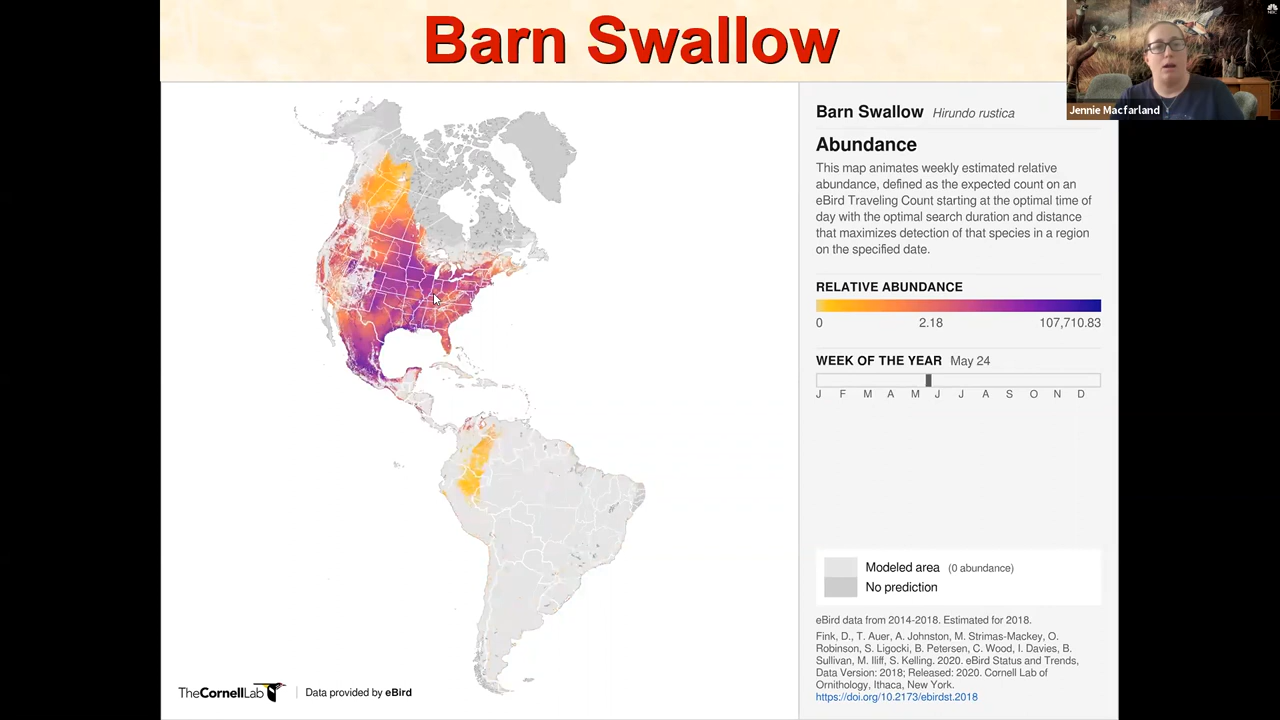 Barn Swallow
Jennie Macfarland
Barn Swallow Hirundo rustica
Abundance
This map animates weekly estimated relative
abundance, defined as the expected count on an
eBird Traveling Count starting at the optimal time of
day with the optimal search duration and distance
that maximizes detection of that species in a region
on the specified date.
RELATIVE ABUNDANCE
0 2.18 107,710.83
WEEK OF THE YEAR May 24
J F M A M J J A S O N D
Modeled area (0 abundance)
No prediction
eBird data from 2014-2018. Estimated for 2018.
Fink, D., T. Auer, A. Johnston, M. Strimas-Mackey, O.
Robinson, S. Ligocki, B. Petersen, C. Wood, I. Davies, B.
Sullivan, M. Iliff, S. Kelling. 2020. eBird Status and Trends,
Data Version: 2018; Released: 2020. Cornell Lab of
Ornithology, Ithaca, New York.
https://doi.org/10.2173/ebirdst.2018
TheCornellLab Data provided by eBird